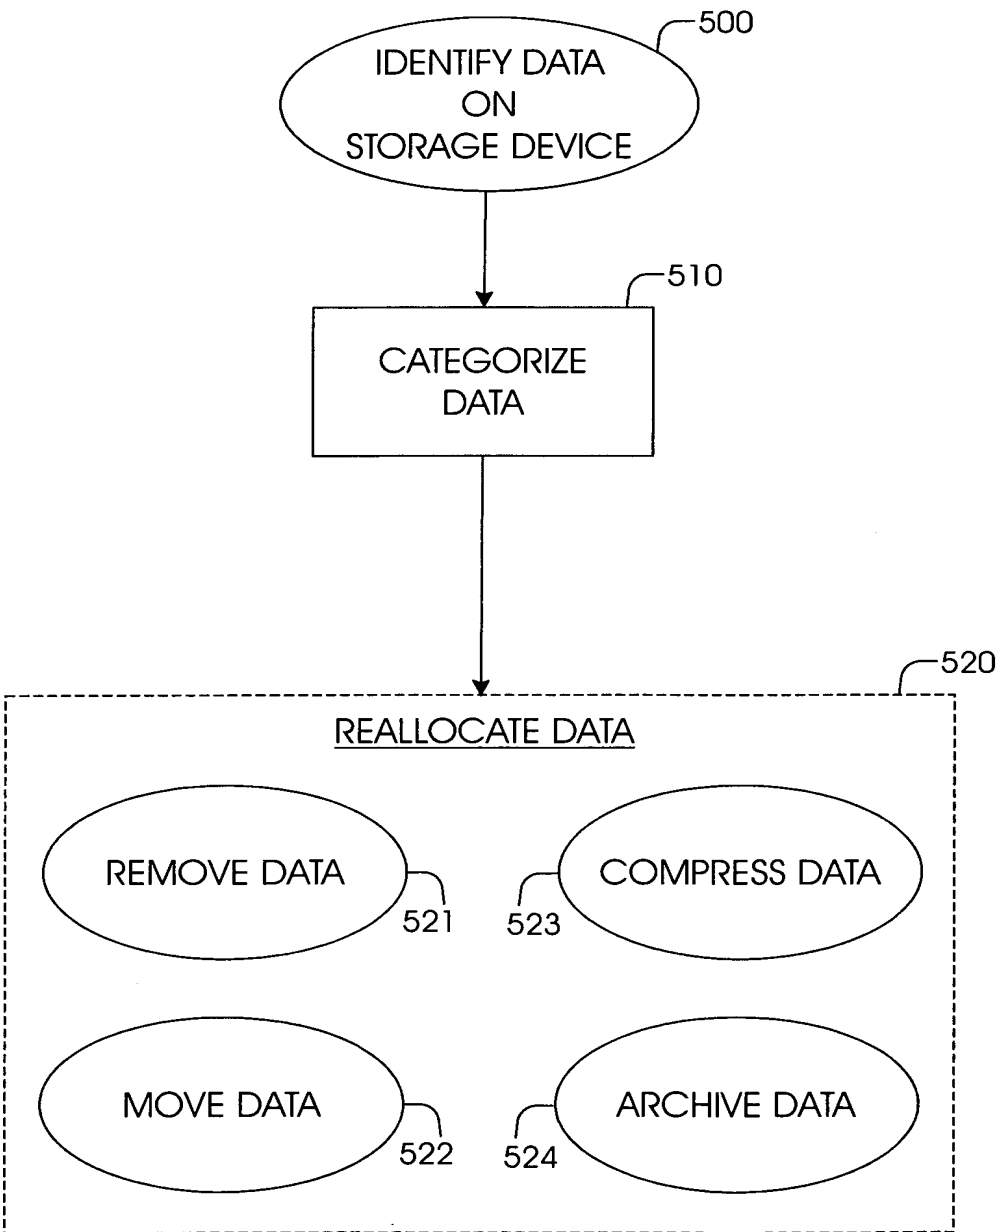 500
IDENTIFY DATA
ON
STORAGE DEVICE
510
CATEGORIZE
DATA
520
REALLOCATE DATA
REMOVE DATA
521
COMPRESS DATA
523
MOVE DATA
522
ARCHIVE DATA
524